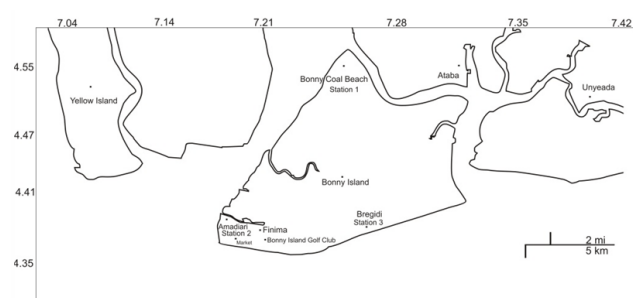 7.04 7.14 7.21 7.28 7.35 7.42
4.55
Bonny Coal Beach
Station 1
Ataba
Unyeada
Yellow Island
4.47
Bonny Island
4.41
Bregidi
Station 3
Amadiari
Station 2
Finima
Market
Bonny Island Golf Club
4.35
2 mi
5 km